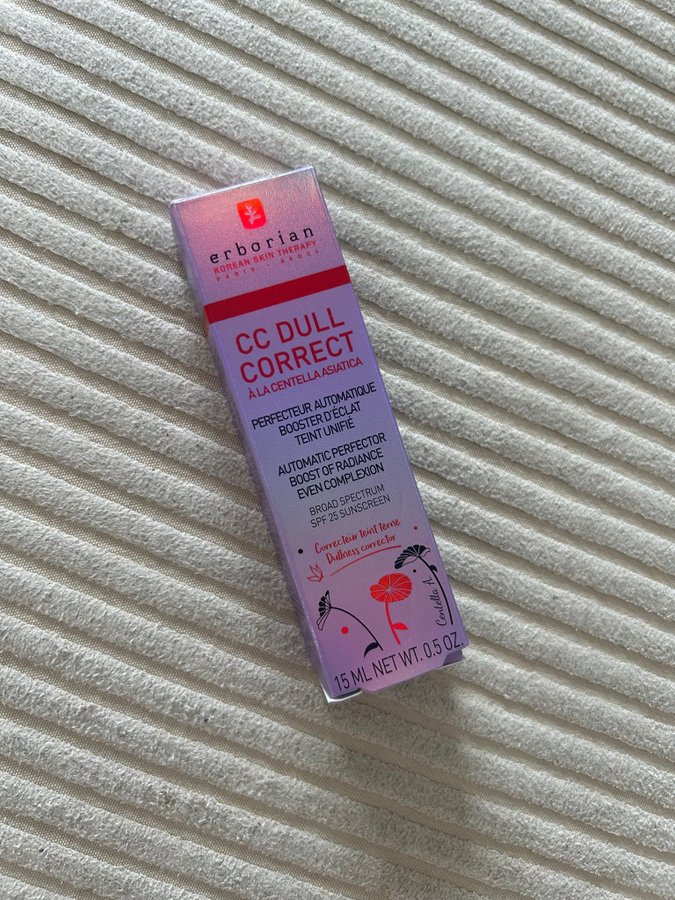 erborian
KOREAN SKIN THERAPY
PARIS - SEOUL
CC DULL
CORRECT
À LA CENTELLA ASIATICA
PERFECTEUR AUTOMATIQUE
BOOSTER D'ÉCLAT
TEINT UNIFIÉ
AUTOMATIC PERFECTOR
BOOST OF RADIANCE
EVEN COMPLEXION
BROAD SPECTRUM
SPF 25 SUNSCREEN
Correcteur teint terne
Dullness corrector
Centella A.
15 ML NET WT. 0.5 OZ.